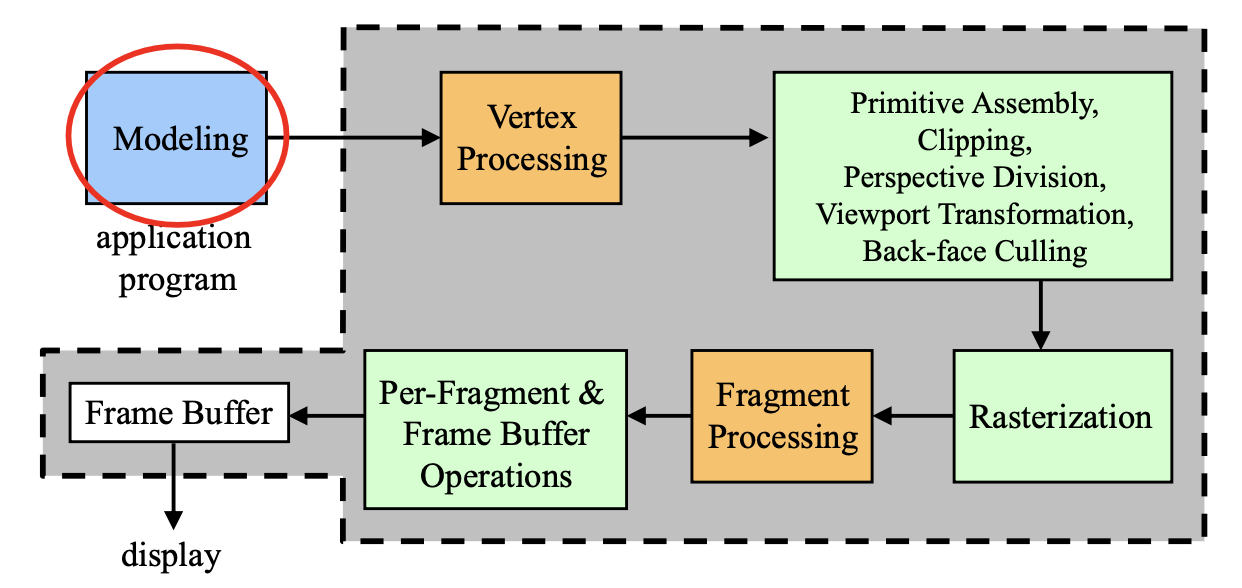 Modeling
application
program
Vertex
Processing
Primitive Assembly,
Clipping,
Perspective Division,
Viewport Transformation,
Back-face Culling
Rasterization
Fragment
Processing
Per-Fragment &
Frame Buffer
Operations
Frame Buffer
display